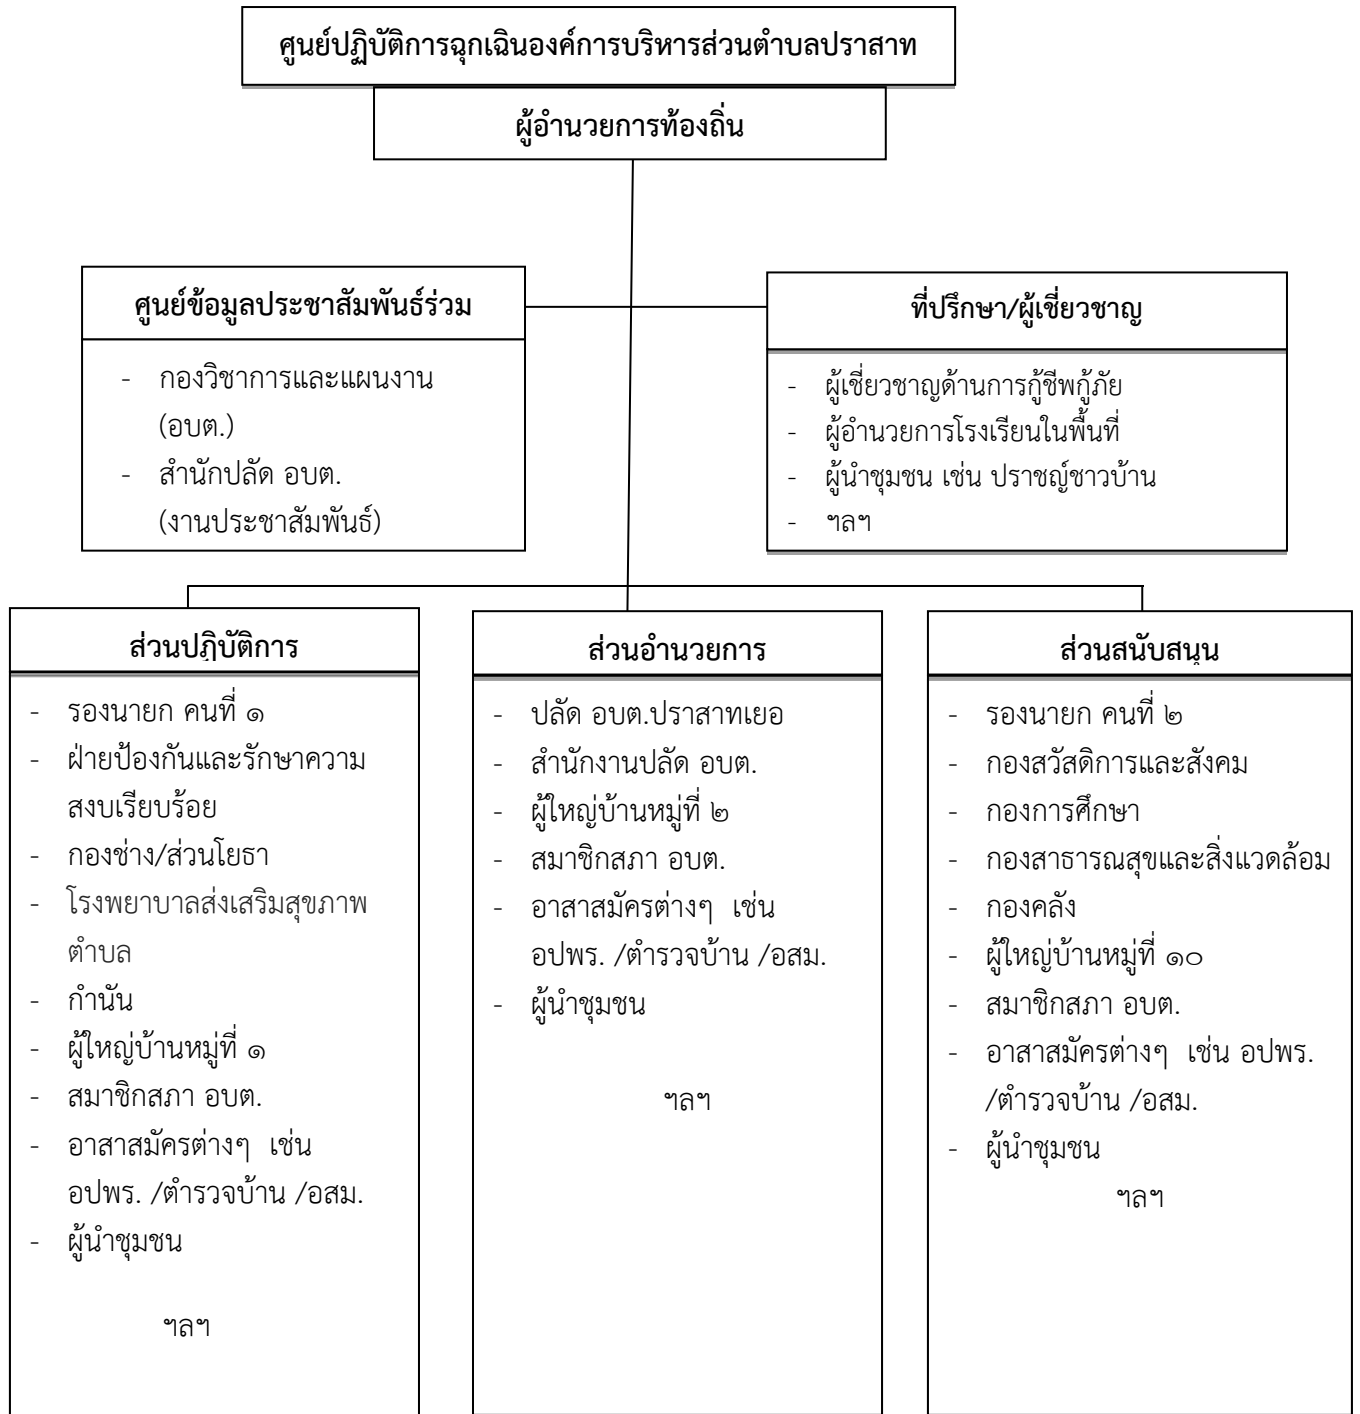 ศูนย์ปฏิบัติการฉุกเฉินองค์การบริหารส่วนตำบลปราสาท
ผู้อำนวยการท้องถิ่น
ศูนย์ข้อมูลประชาสัมพันธ์ร่วม
- กองวิชาการและแผนงาน
(อบต.)
- สำนักปลัด อบต.
(งานประชาสัมพันธ์)
ที่ปรึกษา/ผู้เชี่ยวชาญ
- ผู้เชี่ยวชาญด้านการกู้ชีพกู้ภัย
- ผู้อำนวยการโรงเรียนในพื้นที่
- ผู้นำชุมชน เช่น ปราชญ์ชาวบ้าน
- ฯลฯ
ส่วนปฏิบัติการ
- รองนายก คนที่ ๑
- ฝ่ายป้องกันและรักษาความ
สงบเรียบร้อย
- กองช่าง/ส่วนโยธา
- โรงพยาบาลส่งเสริมสุขภาพ
ตำบล
- กำนัน
- ผู้ใหญ่บ้านหมู่ที่ ๑
- สมาชิกสภา อบต.
- อาสาสมัครต่างๆ เช่น
อปพร. /ตำรวจบ้าน /อสม.
- ผู้นำชุมชน
ฯลฯ
ส่วนอำนวยการ
- ปลัด อบต.ปราสาทเยอ
- สำนักงานปลัด อบต.
- ผู้ใหญ่บ้านหมู่ที่ ๒
- สมาชิกสภา อบต.
- อาสาสมัครต่างๆ เช่น
อปพร. /ตำรวจบ้าน /อสม.
- ผู้นำชุมชน
ฯลฯ
ส่วนสนับสนุน
- รองนายก คนที่ ๒
- กองสวัสดิการและสังคม
- กองการศึกษา
- กองสาธารณสุขและสิ่งแวดล้อม
- กองคลัง
- ผู้ใหญ่บ้านหมู่ที่ ๑๐
- สมาชิกสภา อบต.
- อาสาสมัครต่างๆ เช่น อปพร.
/ตำรวจบ้าน /อสม.
- ผู้นำชุมชน
ฯลฯ